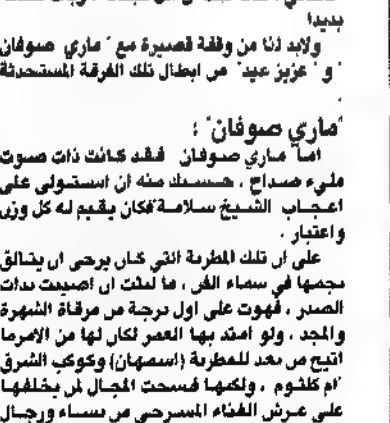 بديدا
ولابد لنا من وقفة قصيرة مع " ماري صوفان
" و " عزيز عيد " من ابطال تلك الفرقة المستحدثة
.
"ماري صوفان" :
اما ماري صوفان فقد كانت ذات صوت
مليء صداح ، حسبك منه ان استولى على
اعجاب الشيخ سلامة فكان يقيم له كل وزن
واعتبار .
على ان تلك المطربة التي كان يرجى ان يتالق
نجمها في سماء الفن ، ما لبثت ان اصيبت بذات
الصدر ، فهوت على اول درجة من مرقاة الشهرة
والمجد ، ولو امتد بها العمر لكان لها من الامر ما
اتيح من بعد للمطربة (اسمهان) وكوكب الشرق
"ام كلثوم ، ولكنها فسحت المجال لمن يخلفها
على عرش الغناء المسرحي من نساء ورجال